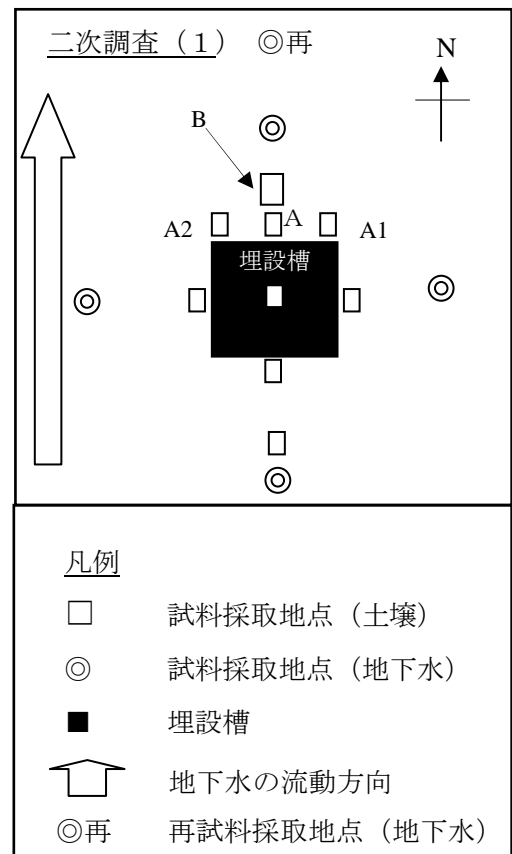 二次調査（１） ◎再
N
B
A2 A A1
埋設槽
凡例
□ 試料採取地点（土壌）
◎ 試料採取地点（地下水）
■ 埋設槽
地下水の流動方向
◎再 再試料採取地点（地下水）